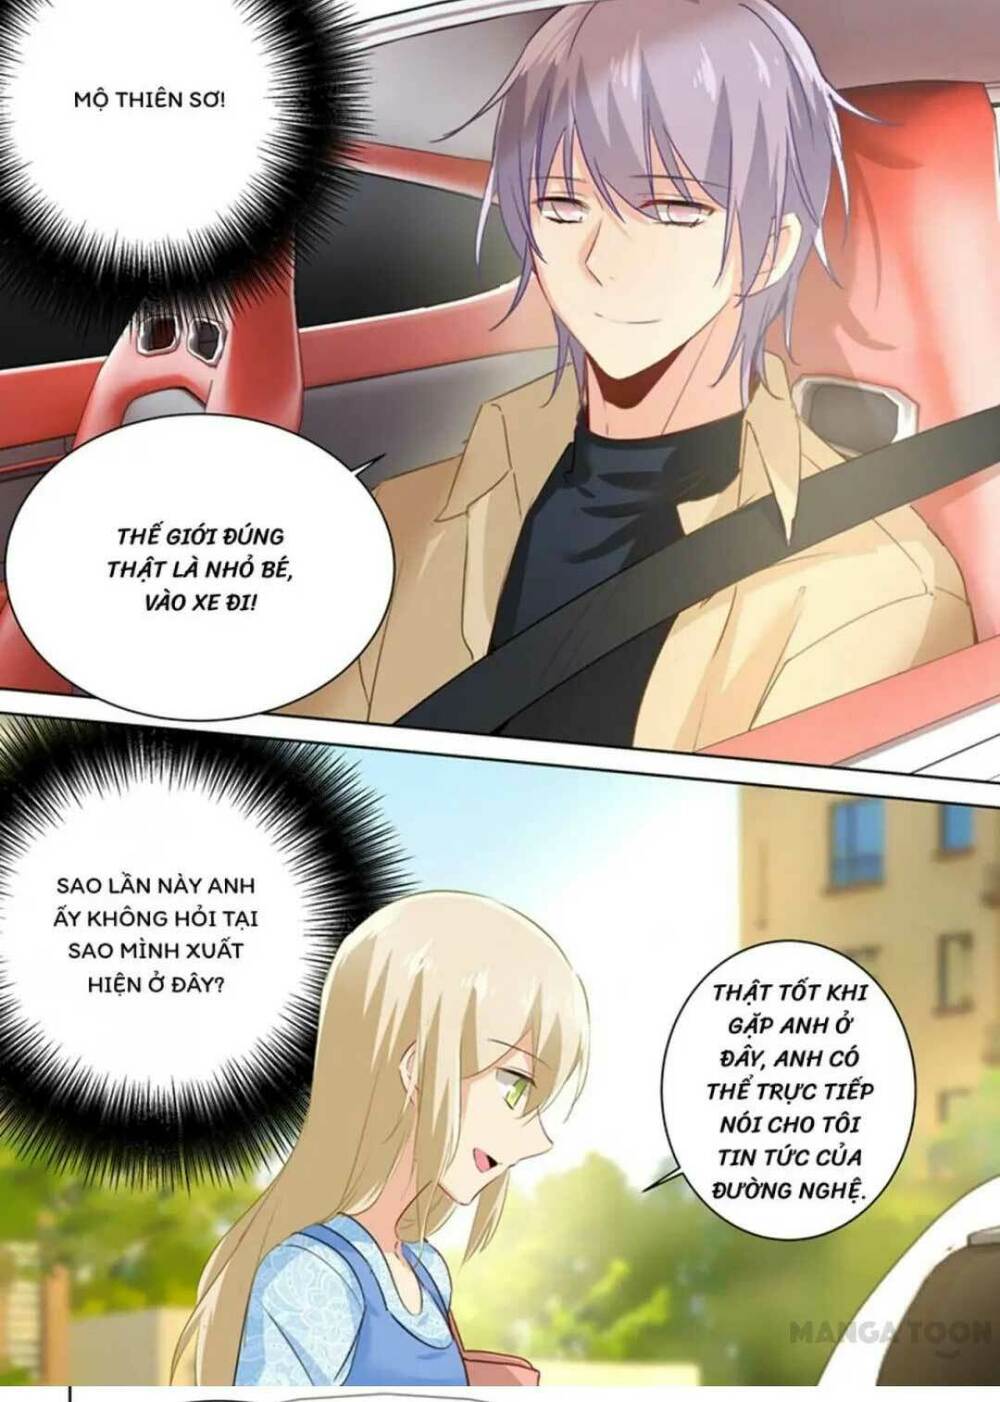 MỘ THIÊN SƠ!
THẾ GIỚI ĐÚNG
THẬT LÀ NHỎ BÉ,
VÀO XE ĐI!
SAO LẦN NÀY ANH
ẤY KHÔNG HỎI TẠI
SAO MÌNH XUẤT
HIỆN Ở ĐÂY?
THẬT TỐT KHI
GẶP ANH Ở
ĐÂY, ANH CÓ
THỂ TRỰC TIẾP
NÓI CHO TÔI
TIN TỨC CỦA
ĐƯỜNG NGHỆ.
MANGATOON